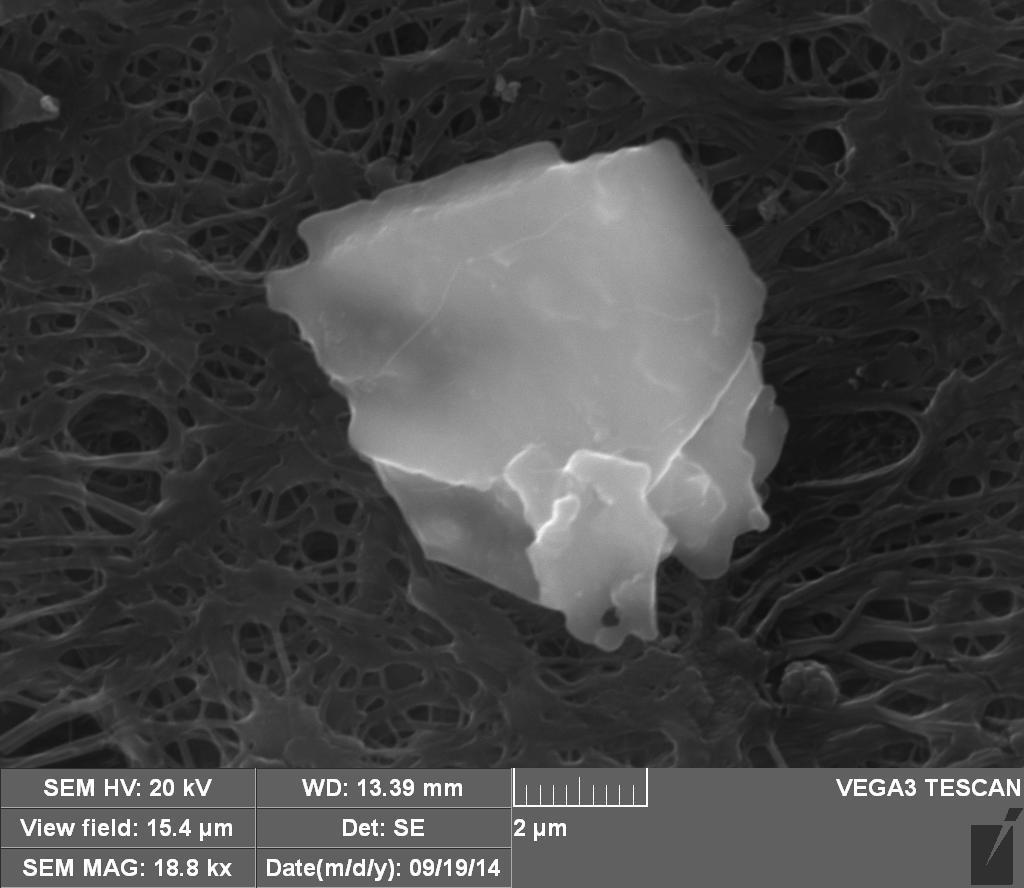 SEM HV: 20 kV
WD: 13.39 mm
VEGA3 TESCAN
View field: 15.4 µm
Det: SE
2 µm
SEM MAG: 18.8 kx
Date(m/d/y): 09/19/14